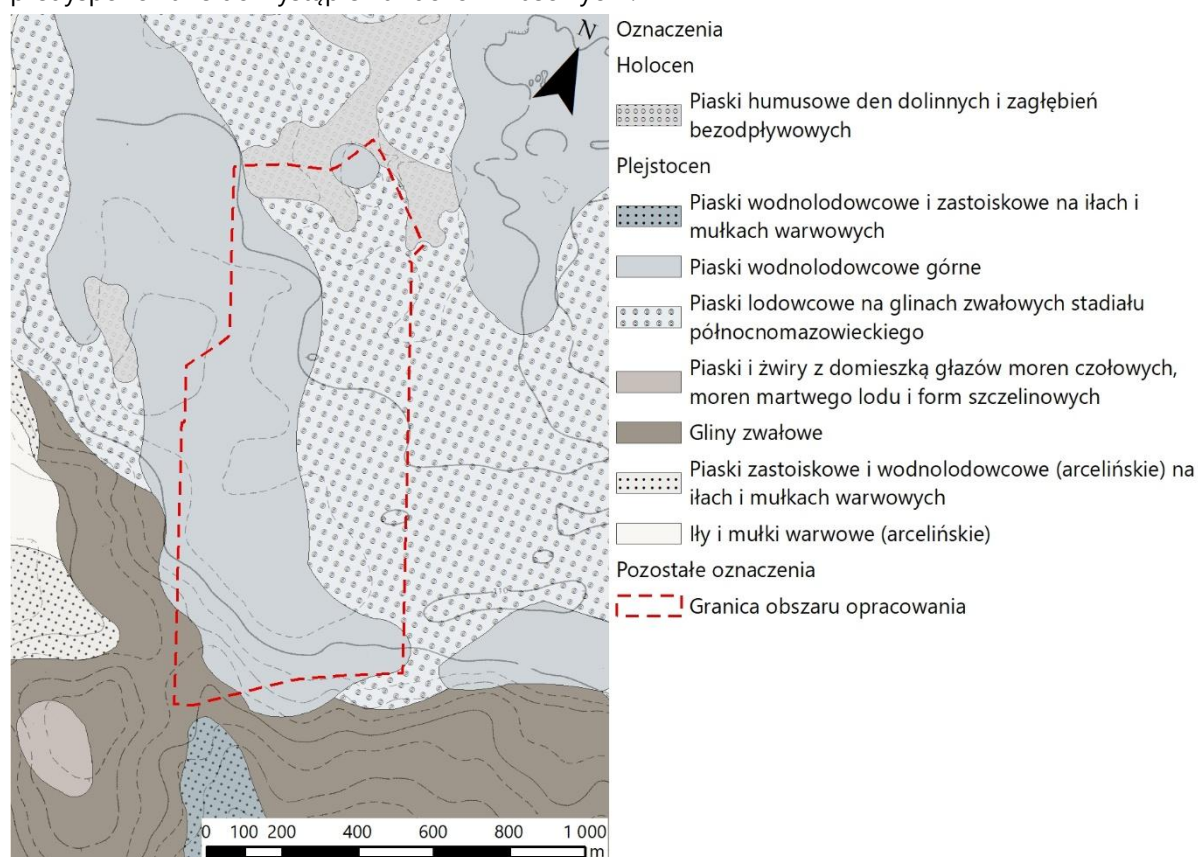 N
0 100 200 400 600 800 1 000
m
Oznaczenia
Holocen
Piaski humusowe den dolinnych i zagłębień
bezodpływowych
Plejstocen
Piaski wodnolodowcowe i zastoiskowe na iłach i
mułkach warwowych
Piaski wodnolodowcowe górne
Piaski lodowcowe na glinach zwałowych stadiału
północnomazowieckiego
Piaski i żwiry z domieszką głazów moren czołowych,
moren martwego lodu i form szczelinowych
Gliny zwałowe
Piaski zastoiskowe i wodnolodowcowe (arcelińskie) na
iłach i mułkach warwowych
Iły i mułki warwowe (arcelińskie)
Pozostałe oznaczenia
Granica obszaru opracowania